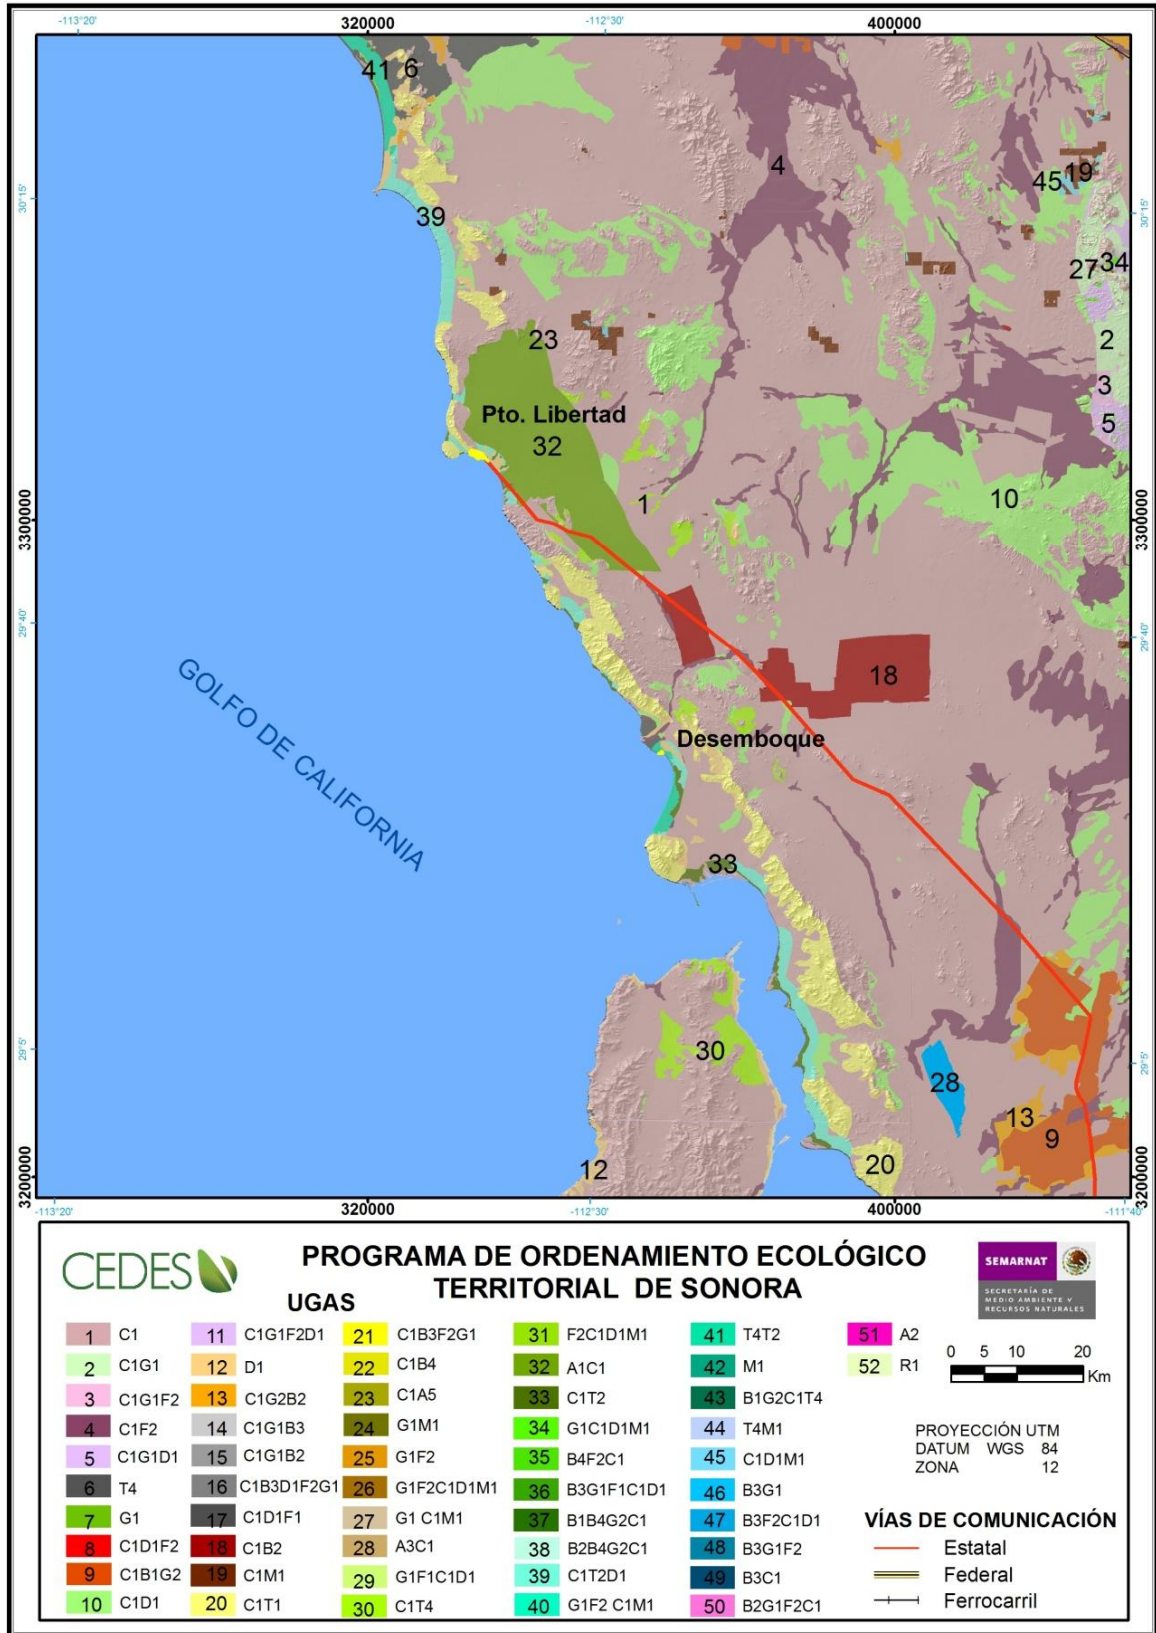 -113°20'
320000
-112°30'
400000
41
6
4
45
19
30°15'
39
30°15'
27
34
23
2
3
Pto. Libertad
5
32
10
1
3300000
3300000
29°40'
29°40'
18
GOLFO DE CALIFORNIA
Desemboque
33
29°5'
30
29°5'
28
13
9
12
20
3200000
3200000
-113°20'
320000
-112°30'
400000
-111°40'
CEDES
PROGRAMA DE ORDENAMIENTO ECOLÓGICO
TERRITORIAL DE SONORA
SEMARNAT
SECRETARÍA DE
MEDIO AMBIENTE Y
RECURSOS NATURALES
UGAS
1 C1
2 C1G1
3 C1G1F2
4 C1F2
5 C1G1D1
6 T4
7 G1
8 C1D1F2
9 C1B1G2
10 C1D1
11 C1G1F2D1
12 D1
13 C1G2B2
14 C1G1B3
15 C1G1B2
16 C1B3D1F2G1
17 C1D1F1
18 C1B2
19 C1M1
20 C1T1
21 C1B3F2G1
22 C1B4
23 C1A5
24 G1M1
25 G1F2
26 G1F2C1D1M1
27 G1 C1M1
28 A3C1
29 G1F1C1D1
30 C1T4
31 F2C1D1M1
32 A1C1
33 C1T2
34 G1C1D1M1
35 B4F2C1
36 B3G1F1C1D1
37 B1B4G2C1
38 B2B4G2C1
39 C1T2D1
40 G1F2 C1M1
41 T4T2
42 M1
43 B1G2C1T4
44 T4M1
45 C1D1M1
46 B3G1
47 B3F2C1D1
48 B3G1F2
49 B3C1
50 B2G1F2C1
51 A2
52 R1
0 5 10 20
Km
PROYECCIÓN UTM
DATUM WGS 84
ZONA 12
VÍAS DE COMUNICACIÓN
Estatal
Federal
Ferrocarril